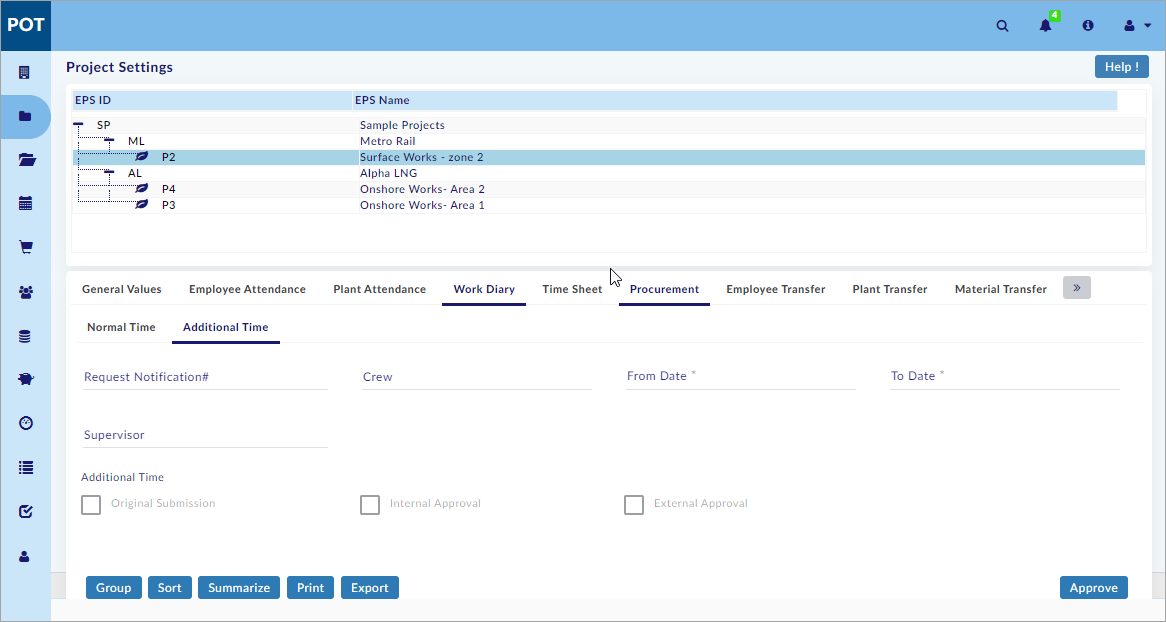 POT
4
Project Settings
Help !
EPS ID EPS Name
SP Sample Projects
ML Metro Rail
P2 Surface Works - zone 2
AL Alpha LNG
P4 Onshore Works- Area 2
P3 Onshore Works- Area 1
General Values Employee Attendance Plant Attendance Work Diary Time Sheet Procurement Employee Transfer Plant Transfer Material Transfer »
Normal Time Additional Time
Request Notification# Crew From Date * To Date *
Supervisor
Additional Time
Original Submission Internal Approval External Approval
Group Sort Summarize Print Export Approve